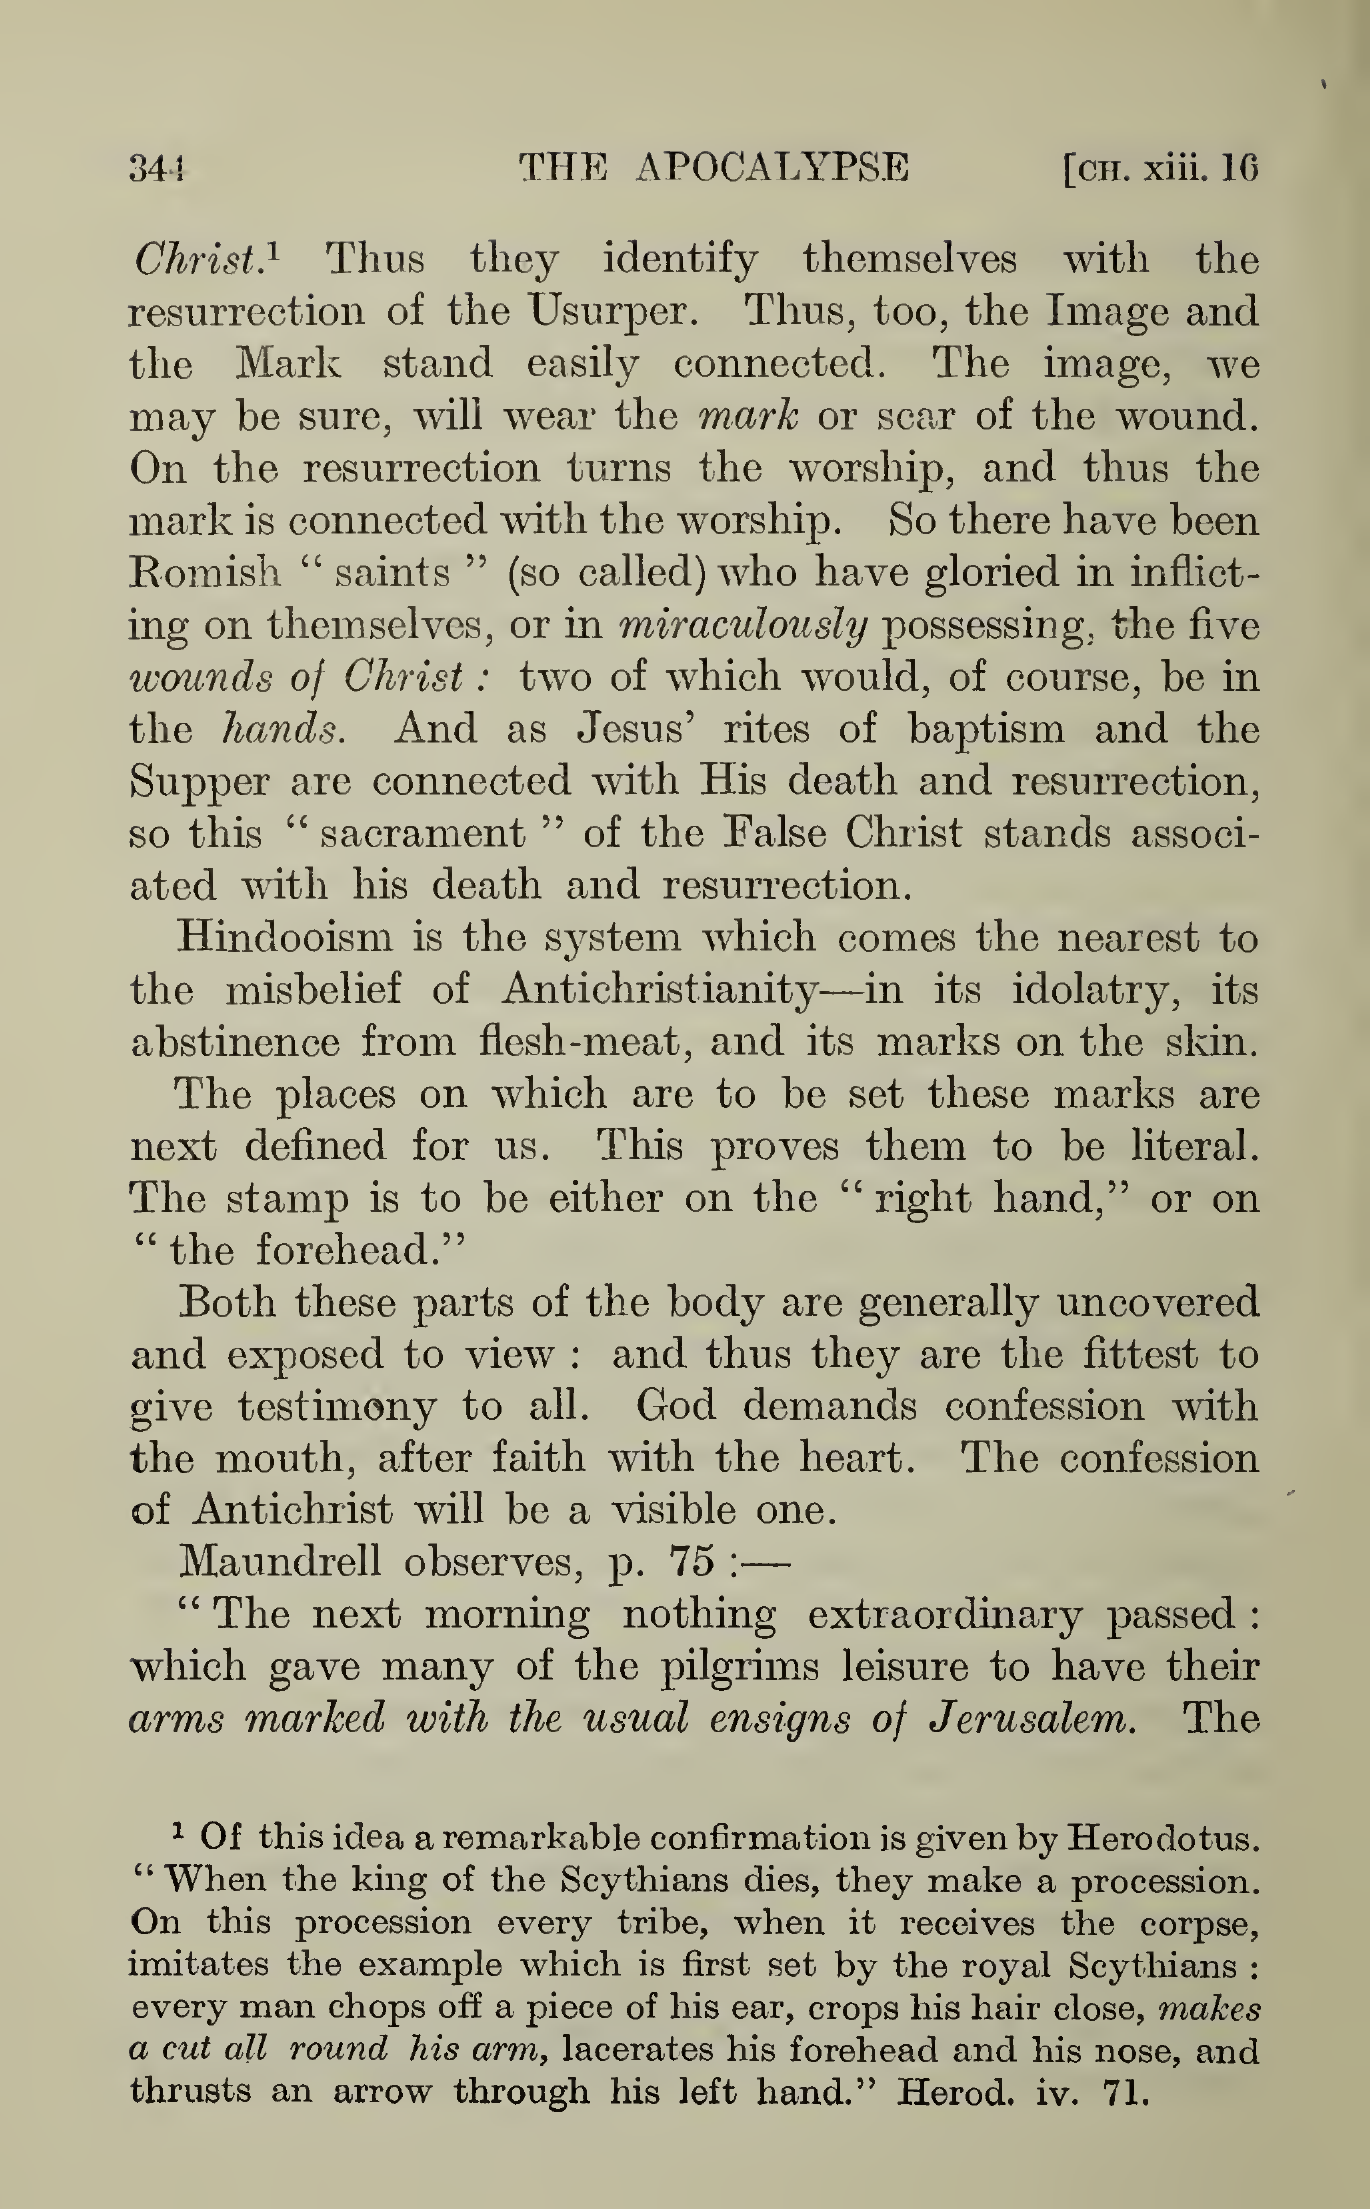 344 THE APOCALYPSE [CH. xiii. 16
Christ.¹ Thus they identify themselves with the
resurrection of the Usurper. Thus, too, the Image and
the Mark stand easily connected. The image, we
may be sure, will wear the mark or scar of the wound.
On the resurrection turns the worship, and thus the
mark is connected with the worship. So there have been
Romish “ saints ” (so called) who have gloried in inflict-
ing on themselves, or in miraculously possessing, the five
wounds of Christ : two of which would, of course, be in
the hands. And as Jesus’ rites of baptism and the
Supper are connected with His death and resurrection,
so this “ sacrament ” of the False Christ stands associ-
ated with his death and resurrection.
Hindooism is the system which comes the nearest to
the misbelief of Antichristianity—in its idolatry, its
abstinence from flesh-meat, and its marks on the skin.
The places on which are to be set these marks are
next defined for us. This proves them to be literal.
The stamp is to be either on the “ right hand,” or on
“ the forehead.”
Both these parts of the body are generally uncovered
and exposed to view : and thus they are the fittest to
give testimony to all. God demands confession with
the mouth, after faith with the heart. The confession
of Antichrist will be a visible one.
Maundrell observes, p. 75 :—
“ The next morning nothing extraordinary passed :
which gave many of the pilgrims leisure to have their
arms marked with the usual ensigns of Jerusalem. The
¹ Of this idea a remarkable confirmation is given by Herodotus.
“ When the king of the Scythians dies, they make a procession.
On this procession every tribe, when it receives the corpse,
imitates the example which is first set by the royal Scythians :
every man chops off a piece of his ear, crops his hair close, makes
a cut all round his arm, lacerates his forehead and his nose, and
thrusts an arrow through his left hand.” Herod. iv. 71.